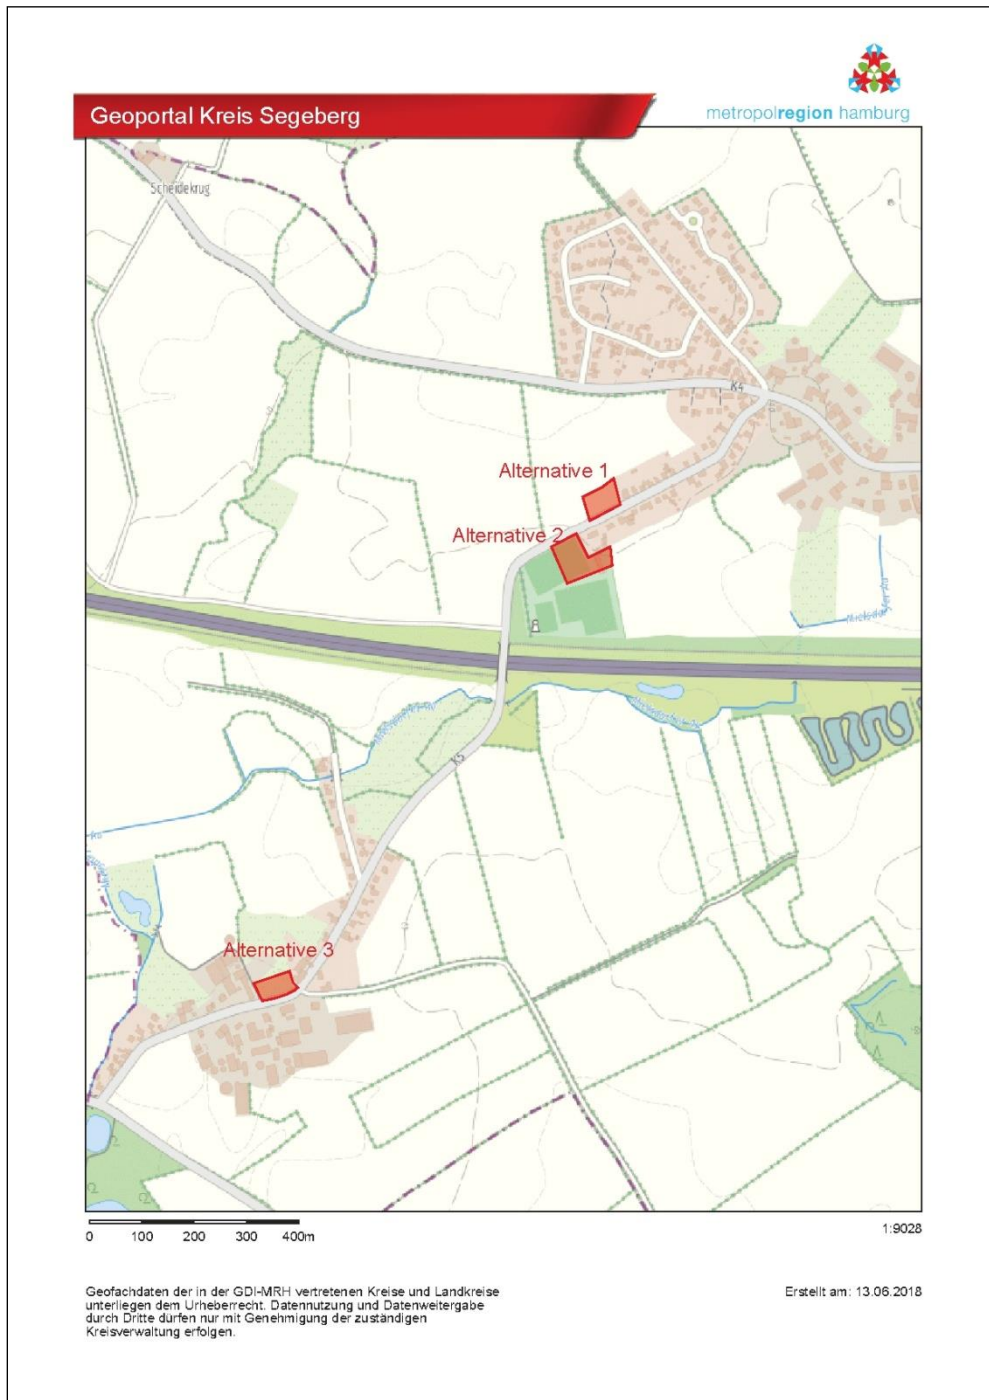 Geoportal Kreis Segeberg
metropolregion hamburg
Scheidekrug
K4
Alternative 1
Alternative 2
K5
Alternative 3
0 100 200 300 400m
1:9028
Geofachdaten der in der GDI-MRH vertretenen Kreise und Landkreise
unterliegen dem Urheberrecht. Datennutzung und Datenweitergabe
durch Dritte dürfen nur mit Genehmigung der zuständigen
Kreisverwaltung erfolgen.
Erstellt am: 13.06.2018